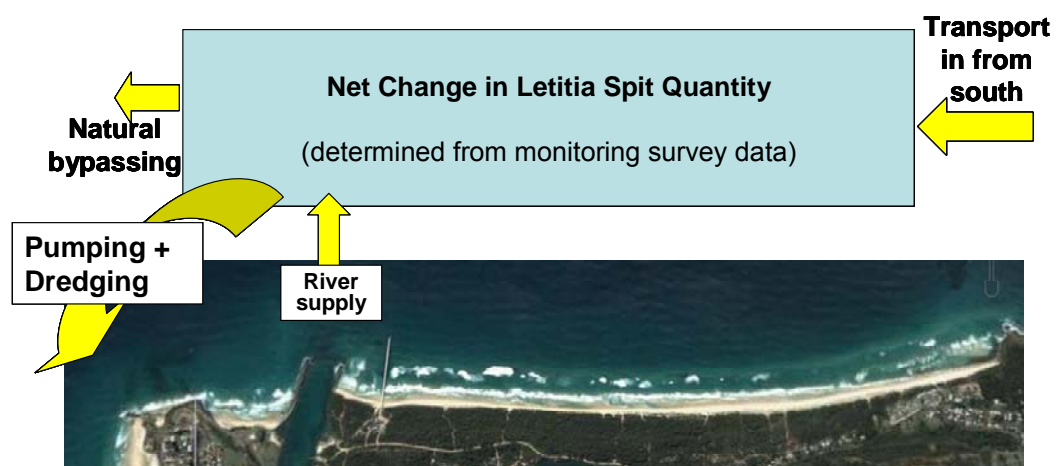 Transport
in from
south
Net Change in Letitia Spit Quantity
(determined from monitoring survey data)
Natural
bypassing
Pumping +
Dredging
River
supply